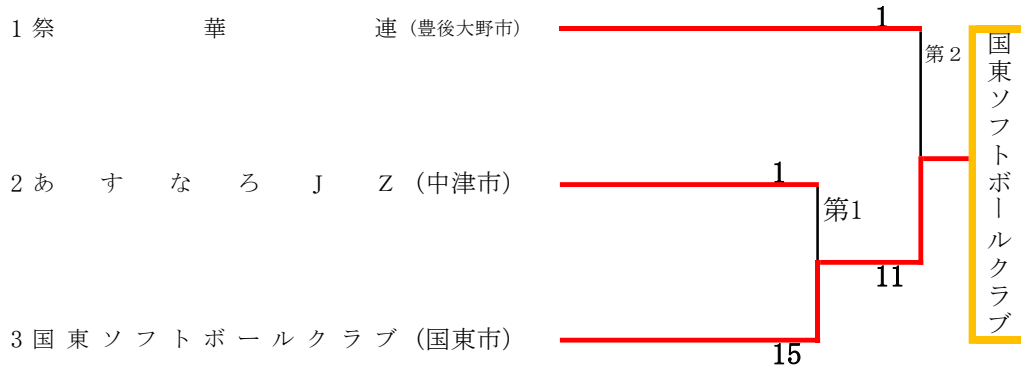 1 祭華連 (豊後大野市)
1
第２
国東ソフトボールクラブ
2 あすなろＪＺ (中津市)
1
第1
11
3 国東ソフトボールクラブ (国東市)
15